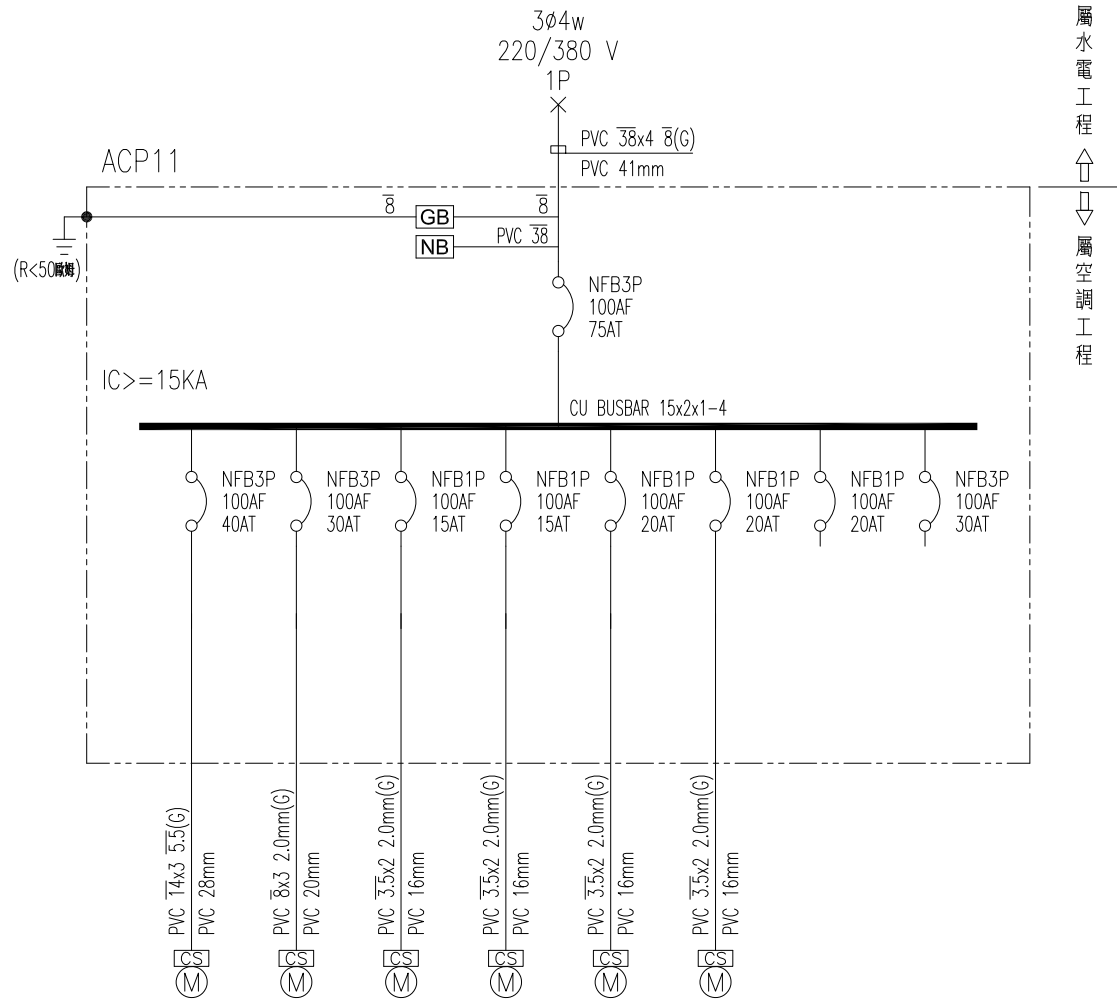 3ø4w
220/380 V
1P
PVC 38x4 8(G)
PVC 41mm
屬水電工程
屬空調工程
ACP11
8
GB
8
NB
PVC 38
(R<50
NFB3P
100AF
75AT
IC>=15KA
CU BUSBAR 15x2x1-4
NFB3P
100AF
40AT
NFB3P
100AF
30AT
NFB1P
100AF
15AT
NFB1P
100AF
15AT
NFB1P
100AF
20AT
NFB1P
100AF
20AT
NFB1P
100AF
20AT
NFB3P
100AF
30AT
PVC 14x3 5.5(G)
PVC 28mm
PVC 8x3 2.0mm(G)
PVC 20mm
PVC 3.5x2 2.0mm(G)
PVC 16mm
PVC 3.5x2 2.0mm(G)
PVC 16mm
PVC 3.5x2 2.0mm(G)
PVC 16mm
PVC 3.5x2 2.0mm(G)
PVC 16mm
CS
M
CS
M
CS
M
CS
M
CS
M
CS
M